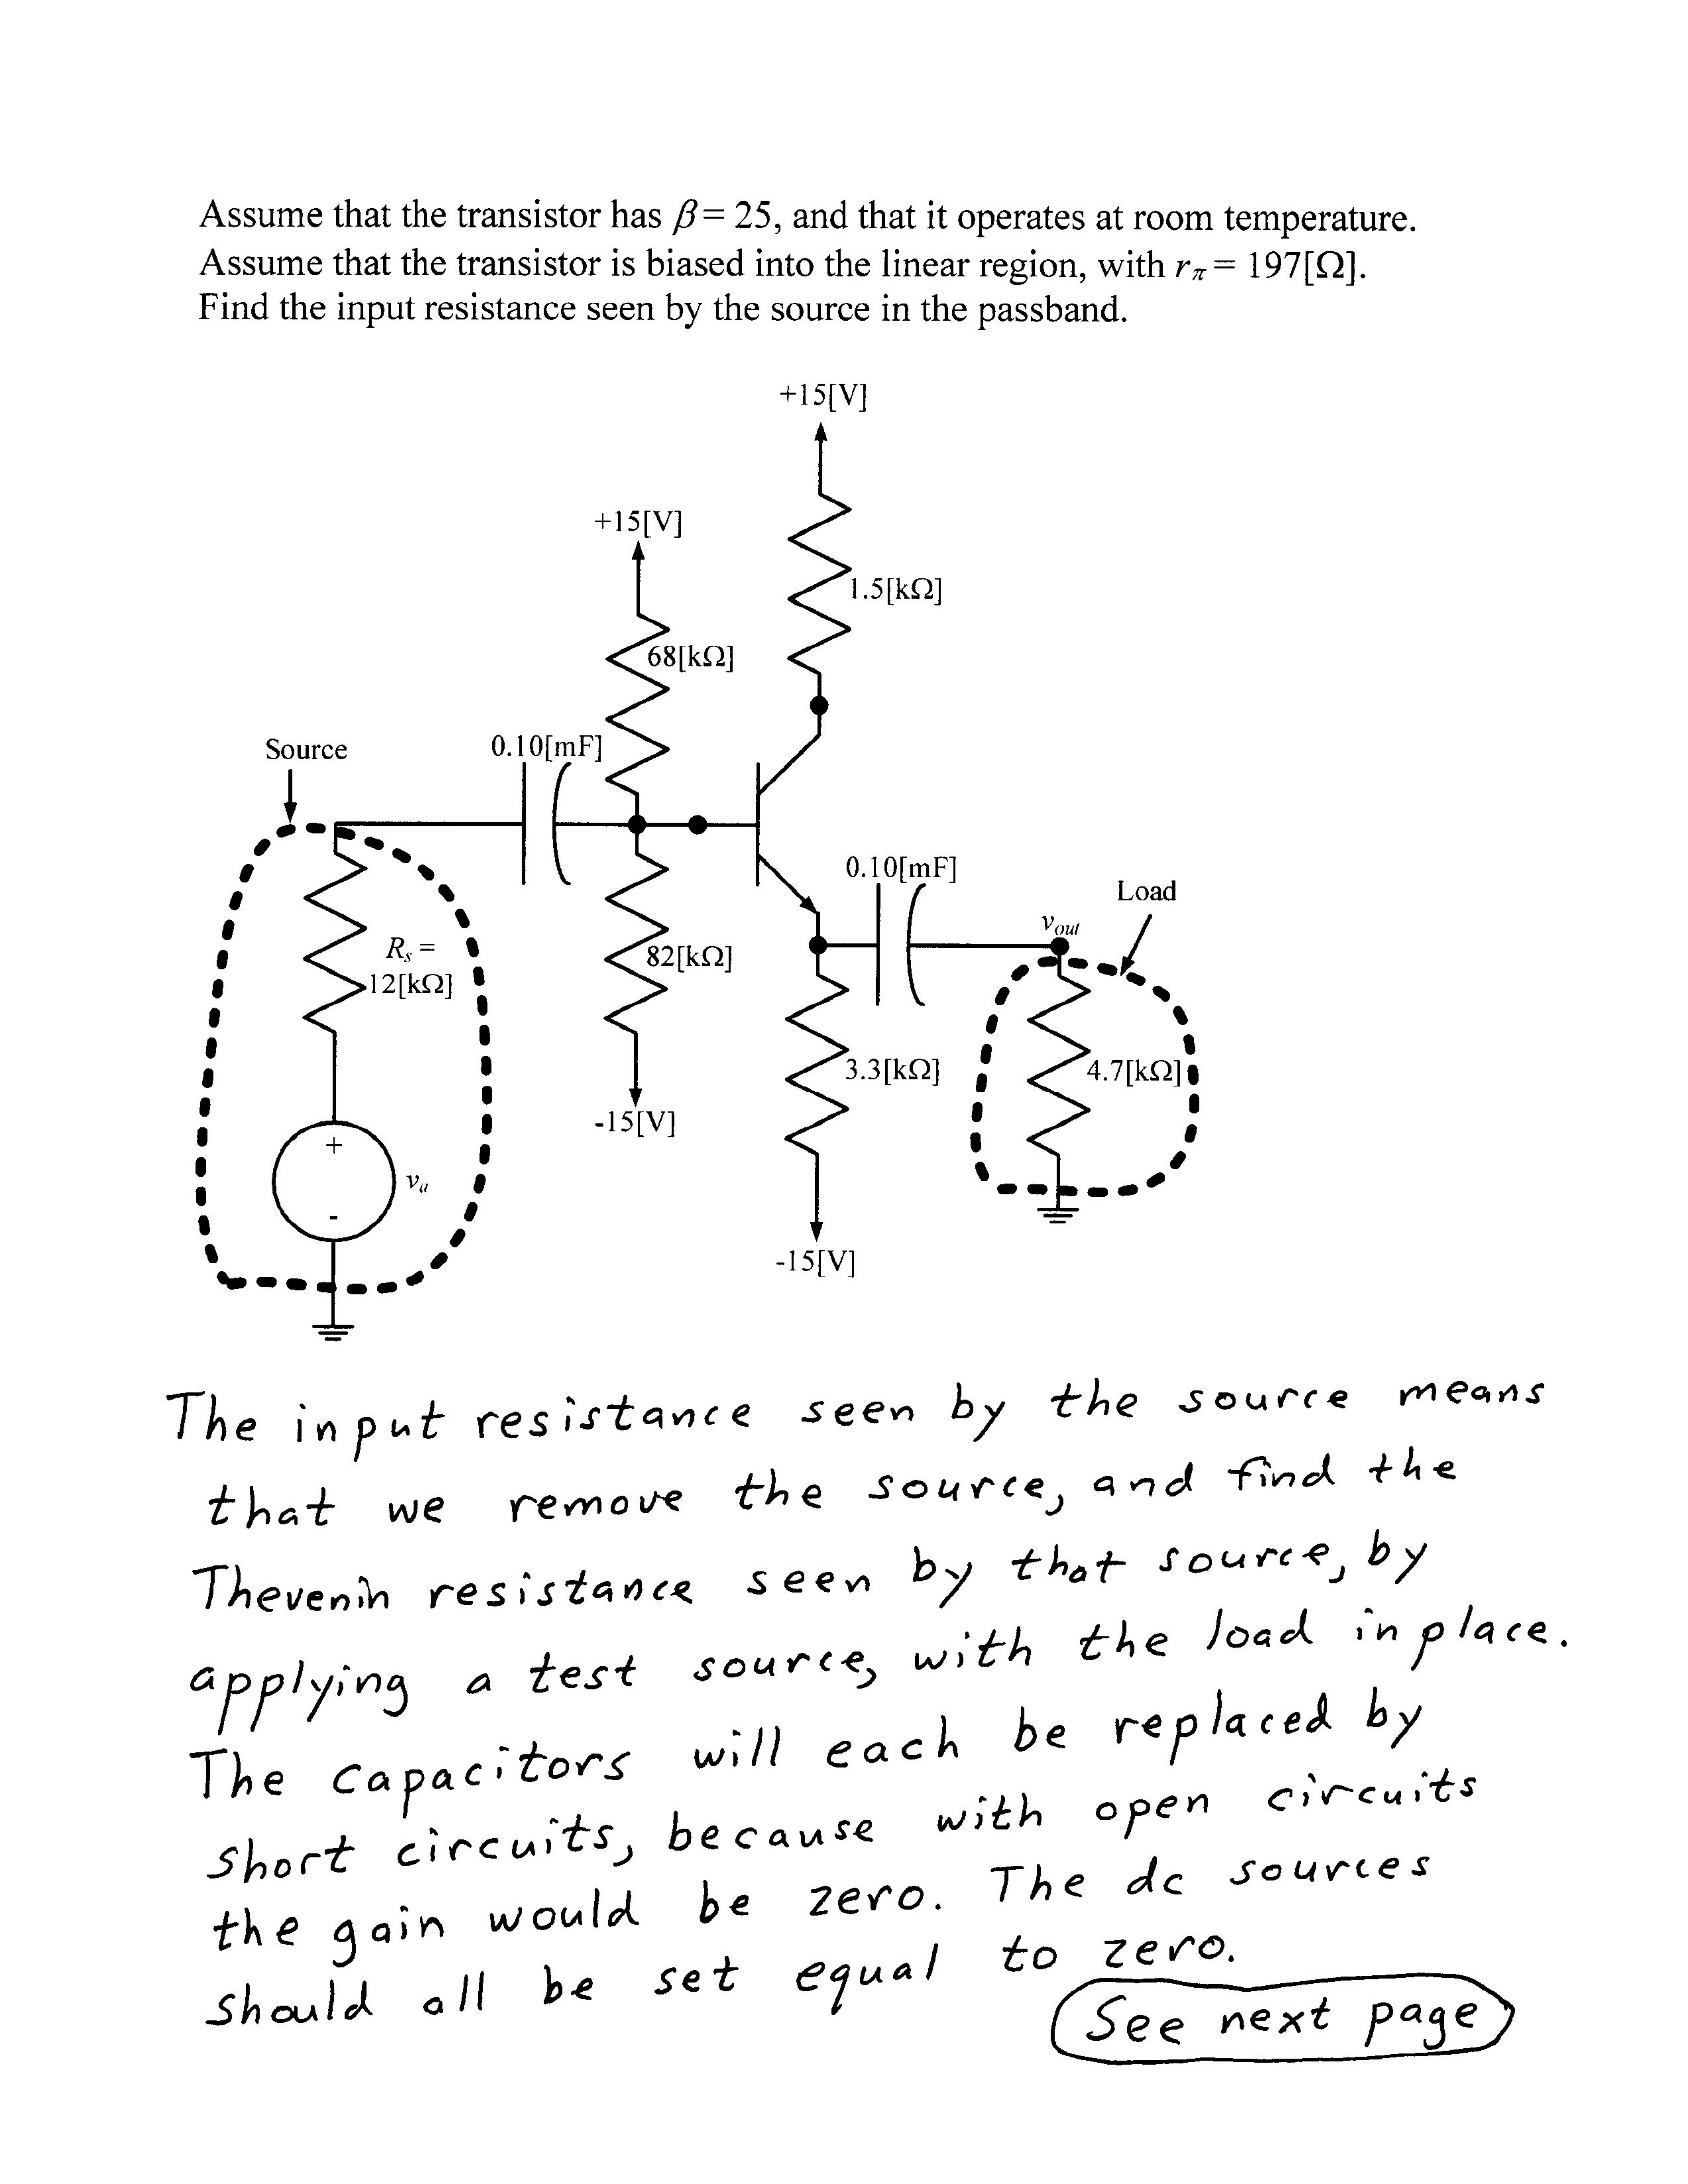 Assume that the transistor has β = 25, and that it operates at room temperature.
Assume that the transistor is biased into the linear region, with rπ = 197[Ω].
Find the input resistance seen by the source in the passband.
+15[V]
+15[V]
1.5[kΩ]
68[kΩ]
Source
0.10[mF]
0.10[mF]
Load
vout
Rs =
12[kΩ]
82[kΩ]
3.3[kΩ]
4.7[kΩ]
-15[V]
+
va
-
-15[V]
The input resistance seen by the source means
that we remove the source, and find the
Thevenin resistance seen by that source, by
applying a test source, with the load in place.
The capacitors will each be replaced by
short circuits, because with open circuits
the gain would be zero. The dc sources
should all be set equal to zero.
See next page